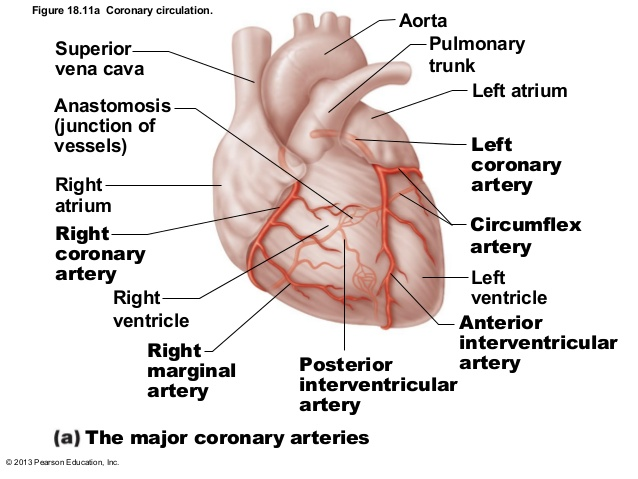 Figure 18.11a  Coronary circulation.
Aorta
Superior
vena cava
Pulmonary
trunk
Left atrium
Anastomosis
(junction of
vessels)
Left
coronary
artery
Right
atrium
Circumflex
artery
Right
coronary
artery
Left
ventricle
Right
ventricle
Anterior
interventricular
artery
Right
marginal
artery
Posterior
interventricular
artery
(a) The major coronary arteries
© 2013 Pearson Education, Inc.